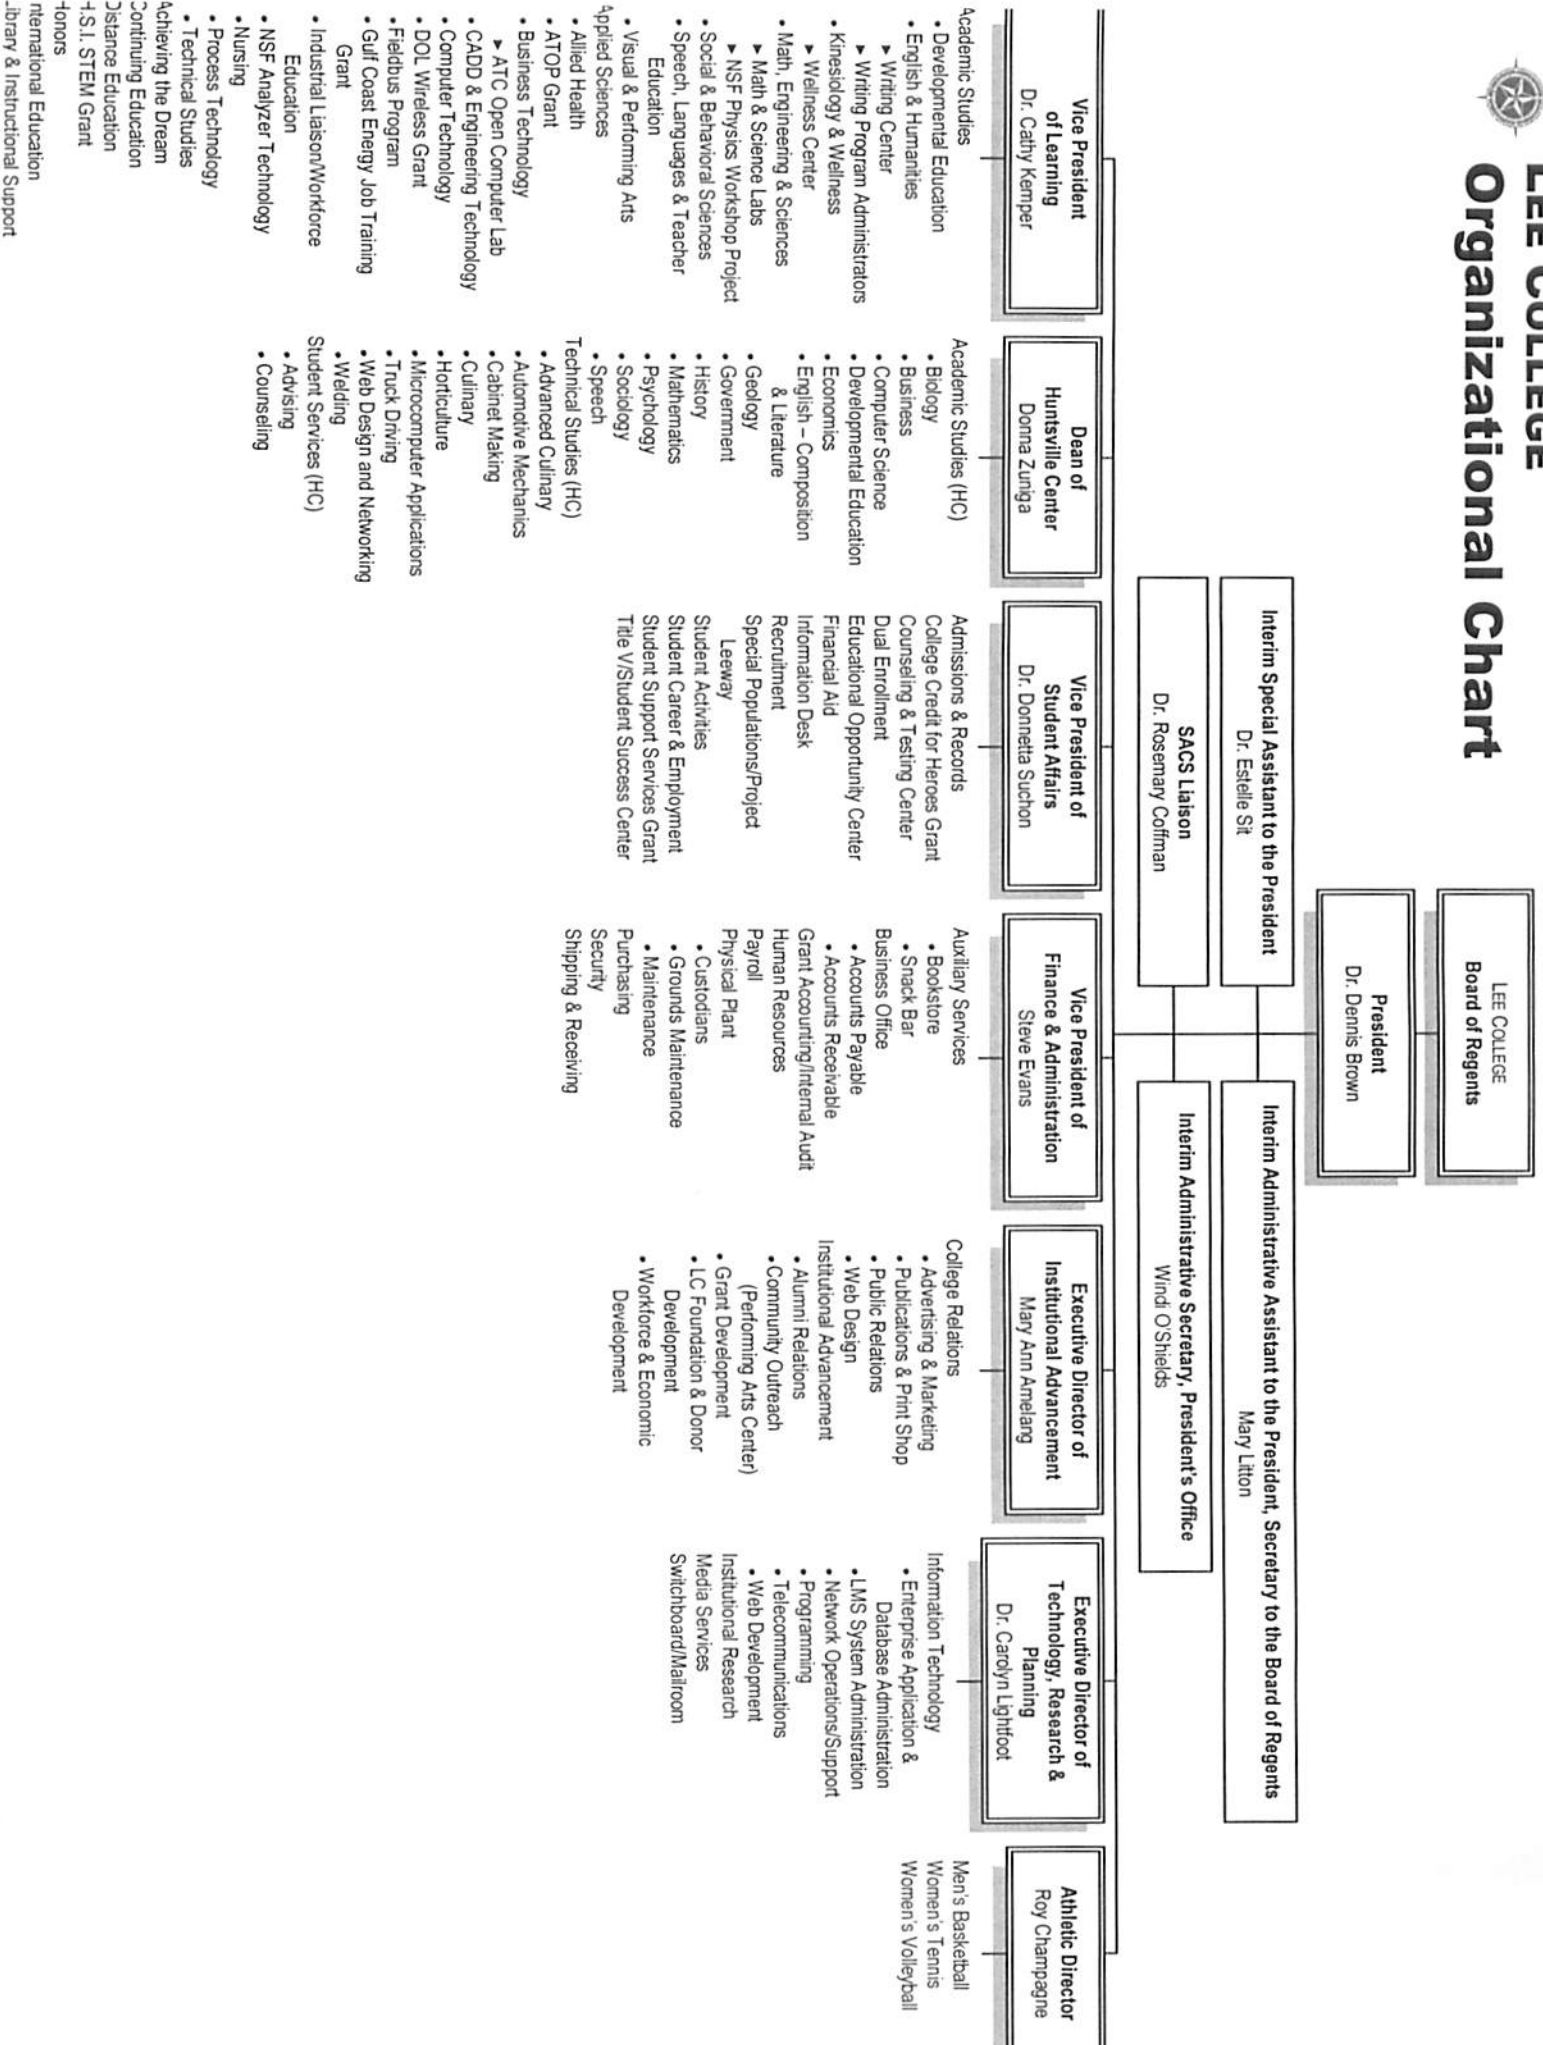 LEE COLLEGE
Organizational Chart
LEE COLLEGE
Board of Regents
President
Dr. Dennis Brown
Interim Special Assistant to the President
Dr. Estelle Sit
Interim Administrative Assistant to the President, Secretary to the Board of Regents
Mary Litton
SACS Liaison
Dr. Rosemary Coffman
Interim Administrative Secretary, President's Office
Windi O'Shields
Vice President
of Learning
Dr. Cathy Kemper
Academic Studies
• Developmental Education
• English & Humanities
➤ Writing Center
➤ Writing Program Administrators
• Kinesiology & Wellness
➤ Wellness Center
• Math, Engineering & Sciences
➤ Math & Science Labs
➤ NSF Physics Workshop Project
• Social & Behavioral Sciences
• Speech, Languages & Teacher
Education
• Visual & Performing Arts
Applied Sciences
• Allied Health
• ATOP Grant
• Business Technology
➤ ATC Open Computer Lab
• CADD & Engineering Technology
• Computer Technology
• DOL Wireless Grant
• Fieldbus Program
• Gulf Coast Energy Job Training
Grant
• Industrial Liaison/Workforce
Education
• NSF Analyzer Technology
• Nursing
• Process Technology
• Technical Studies
Achieving the Dream
Continuing Education
Distance Education
H.S.I. STEM Grant
Honors
International Education
Library & Instructional Support
Dean of
Huntsville Center
Donna Zuniga
Academic Studies (HC)
• Biology
• Business
• Computer Science
• Developmental Education
• Economics
• English – Composition
& Literature
• Geology
• Government
• History
• Mathematics
• Psychology
• Sociology
• Speech
Technical Studies (HC)
• Advanced Culinary
• Automotive Mechanics
• Cabinet Making
• Culinary
• Horticulture
• Microcomputer Applications
• Truck Driving
• Web Design and Networking
• Welding
Student Services (HC)
• Advising
• Counseling
Vice President of
Student Affairs
Dr. Donnetta Suchon
Admissions & Records
College Credit for Heroes Grant
Counseling & Testing Center
Dual Enrollment
Educational Opportunity Center
Financial Aid
Information Desk
Recruitment
Special Populations/Project
Leeway
Student Activities
Student Career & Employment
Student Support Services Grant
Title V/Student Success Center
Vice President of
Finance & Administration
Steve Evans
Auxiliary Services
• Bookstore
• Snack Bar
Business Office
• Accounts Payable
• Accounts Receivable
Grant Accounting/Internal Audit
Human Resources
Payroll
Physical Plant
• Custodians
• Grounds Maintenance
• Maintenance
Purchasing
Security
Shipping & Receiving
Executive Director of
Institutional Advancement
Mary Ann Amelang
College Relations
• Advertising & Marketing
• Publications & Print Shop
• Public Relations
• Web Design
Institutional Advancement
• Alumni Relations
• Community Outreach
(Performing Arts Center)
• Grant Development
• LC Foundation & Donor
Development
• Workforce & Economic
Development
Executive Director of
Technology, Research &
Planning
Dr. Carolyn Lightfoot
Information Technology
• Enterprise Application &
Database Administration
• LMS System Administration
• Network Operations/Support
• Programming
• Telecommunications
• Web Development
Institutional Research
Media Services
Switchboard/Mailroom
Athletic Director
Roy Champagne
Men's Basketball
Women's Tennis
Women's Volleyball